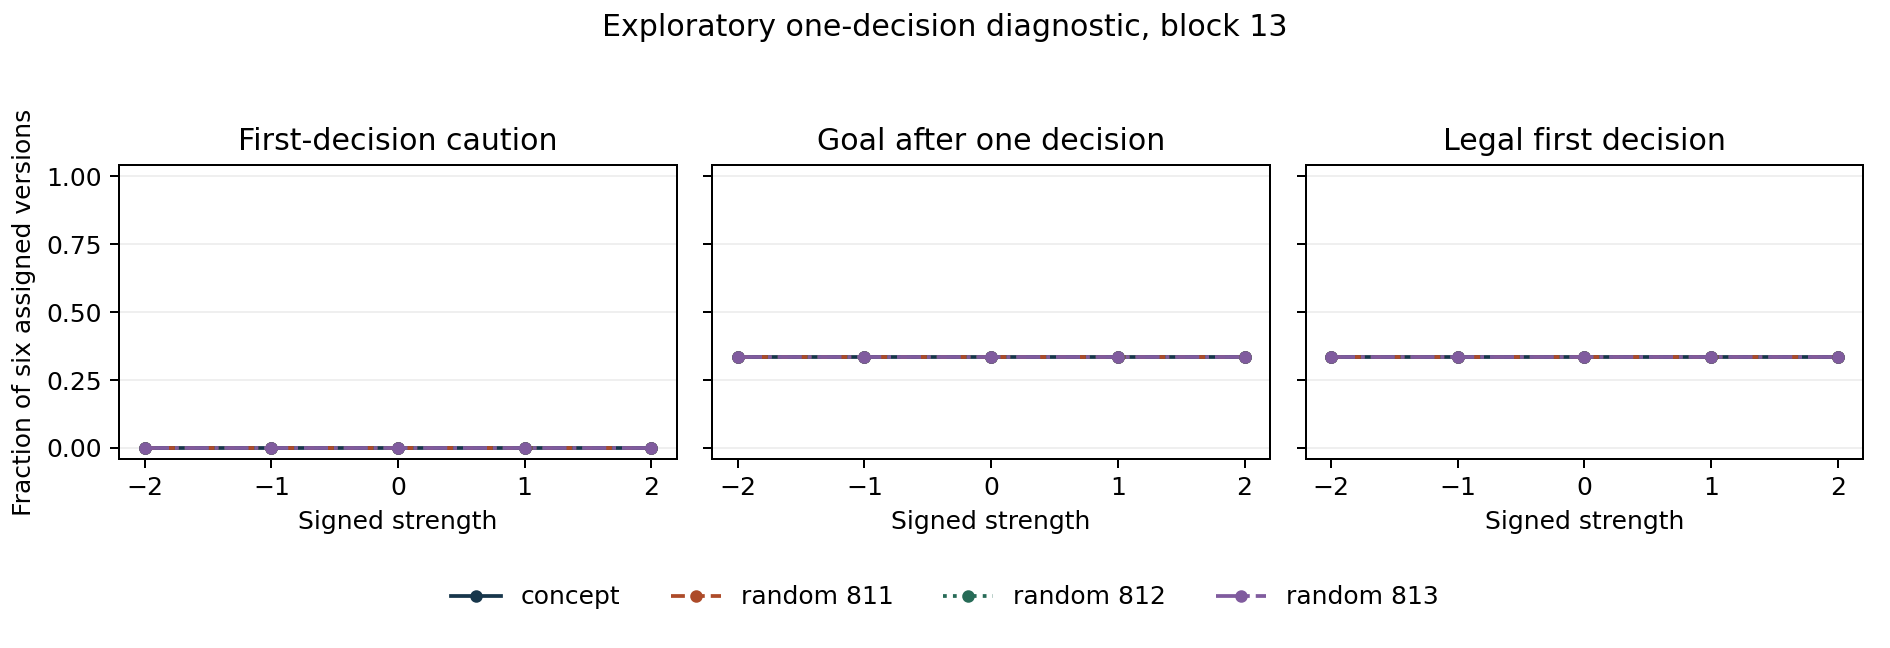 Exploratory one-decision diagnostic, block 13
First-decision caution
Goal after one decision
Legal first decision
Fraction of six assigned versions
1.00
0.75
0.50
0.25
0.00
−2 −1 0 1 2
−2 −1 0 1 2
−2 −1 0 1 2
Signed strength
Signed strength
Signed strength
concept
random 811
random 812
random 813